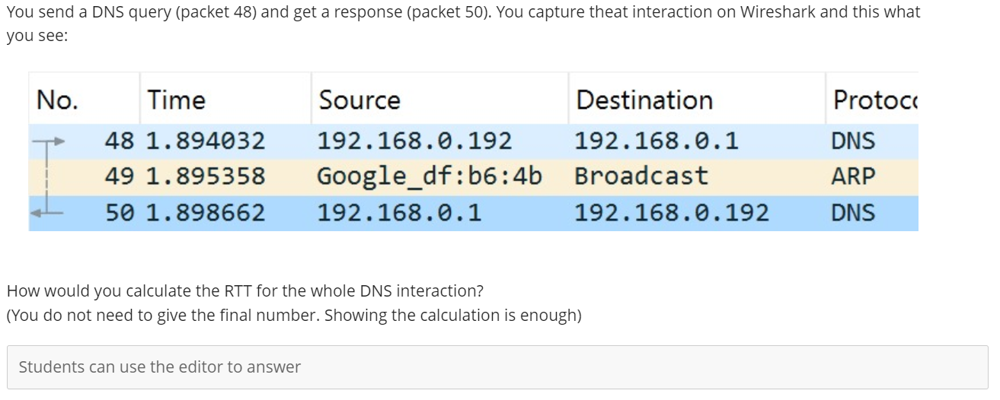 You send a DNS query (packet 48) and get a response (packet 50). You capture theat interaction on Wireshark and this what
you see:
No. Time Source Destination Protoc
48 1.894032 192.168.0.192 192.168.0.1 DNS
49 1.895358 Google_df:b6:4b Broadcast ARP
50 1.898662 192.168.0.1 192.168.0.192 DNS
How would you calculate the RTT for the whole DNS interaction?
(You do not need to give the final number. Showing the calculation is enough)
Students can use the editor to answer